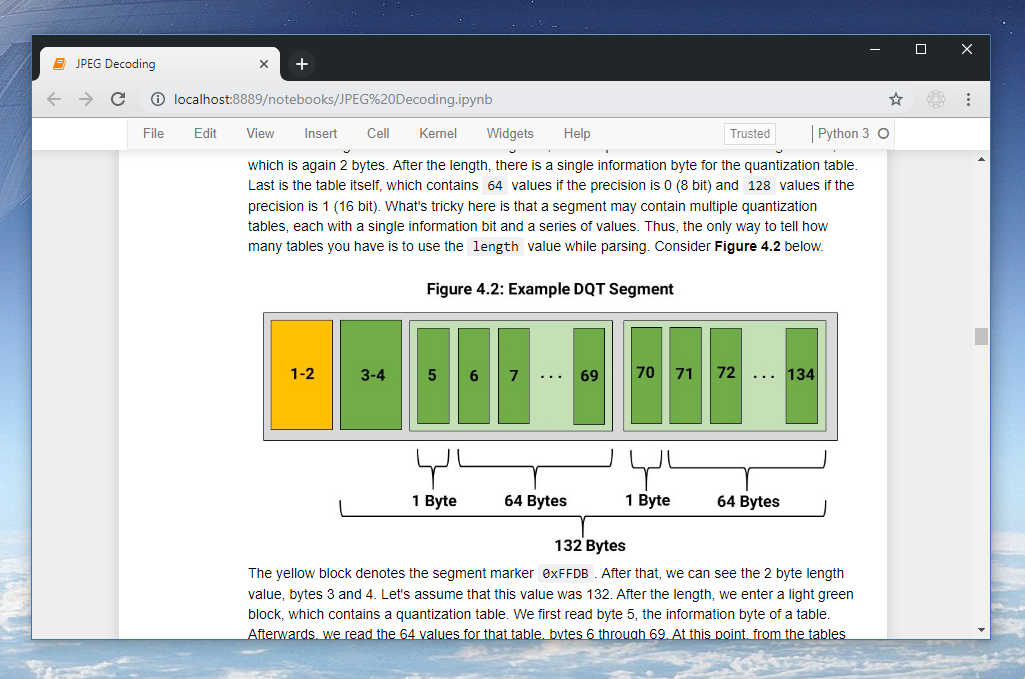 JPEG Decoding
localhost:8889/notebooks/JPEG%20Decoding.ipynb
File Edit View Insert Cell Kernel Widgets Help Trusted Python 3
which is again 2 bytes. After the length, there is a single information byte for the quantization table.
Last is the table itself, which contains 64 values if the precision is 0 (8 bit) and 128 values if the
precision is 1 (16 bit). What's tricky here is that a segment may contain multiple quantization
tables, each with a single information bit and a series of values. Thus, the only way to tell how
many tables you have is to use the length value while parsing. Consider Figure 4.2 below.
Figure 4.2: Example DQT Segment
1-2 3-4 5 6 7 ... 69 70 71 72 ... 134
1 Byte 64 Bytes 1 Byte 64 Bytes
132 Bytes
The yellow block denotes the segment marker 0xFFDB . After that, we can see the 2 byte length
value, bytes 3 and 4. Let's assume that this value was 132. After the length, we enter a light green
block, which contains a quantization table. We first read byte 5, the information byte of a table.
Afterwards, we read the 64 values for that table, bytes 6 through 69. At this point, from the tables